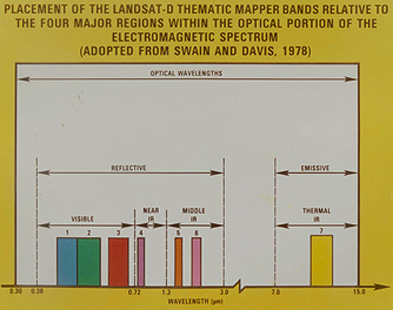 PLACEMENT OF THE LANDSAT-D THEMATIC MAPPER BANDS RELATIVE TO
THE FOUR MAJOR REGIONS WITHIN THE OPTICAL PORTION OF THE
ELECTROMAGNETIC SPECTRUM
(ADOPTED FROM SWAIN AND DAVIS, 1978)
OPTICAL WAVELENGTHS
REFLECTIVE EMISSIVE
VISIBLE NEAR IR MIDDLE IR THERMAL IR
1 2 3 4 5 6 7
0.30 0.38 0.72 1.3 3.0 7.0 15.0
WAVELENGTH (μm)